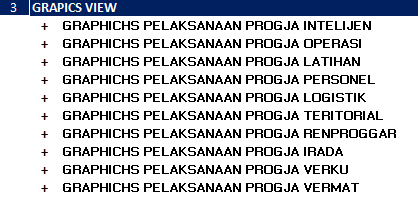 3 GRAPICS VIEW
+ GRAPHICHS PELAKSANAAN PROGJA INTELIJEN
+ GRAPHICHS PELAKSANAAN PROGJA OPERASI
+ GRAPHICHS PELAKSANAAN PROGJA LATIHAN
+ GRAPHICHS PELAKSANAAN PROGJA PERSONEL
+ GRAPHICHS PELAKSANAAN PROGJA LOGISTIK
+ GRAPHICHS PELAKSANAAN PROGJA TERITORIAL
+ GRAPHICHS PELAKSANAAN PROGJA RENPROGGAR
+ GRAPHICHS PELAKSANAAN PROGJA IRADA
+ GRAPHICHS PELAKSANAAN PROGJA VERKU
+ GRAPHICHS PELAKSANAAN PROGJA VERMAT